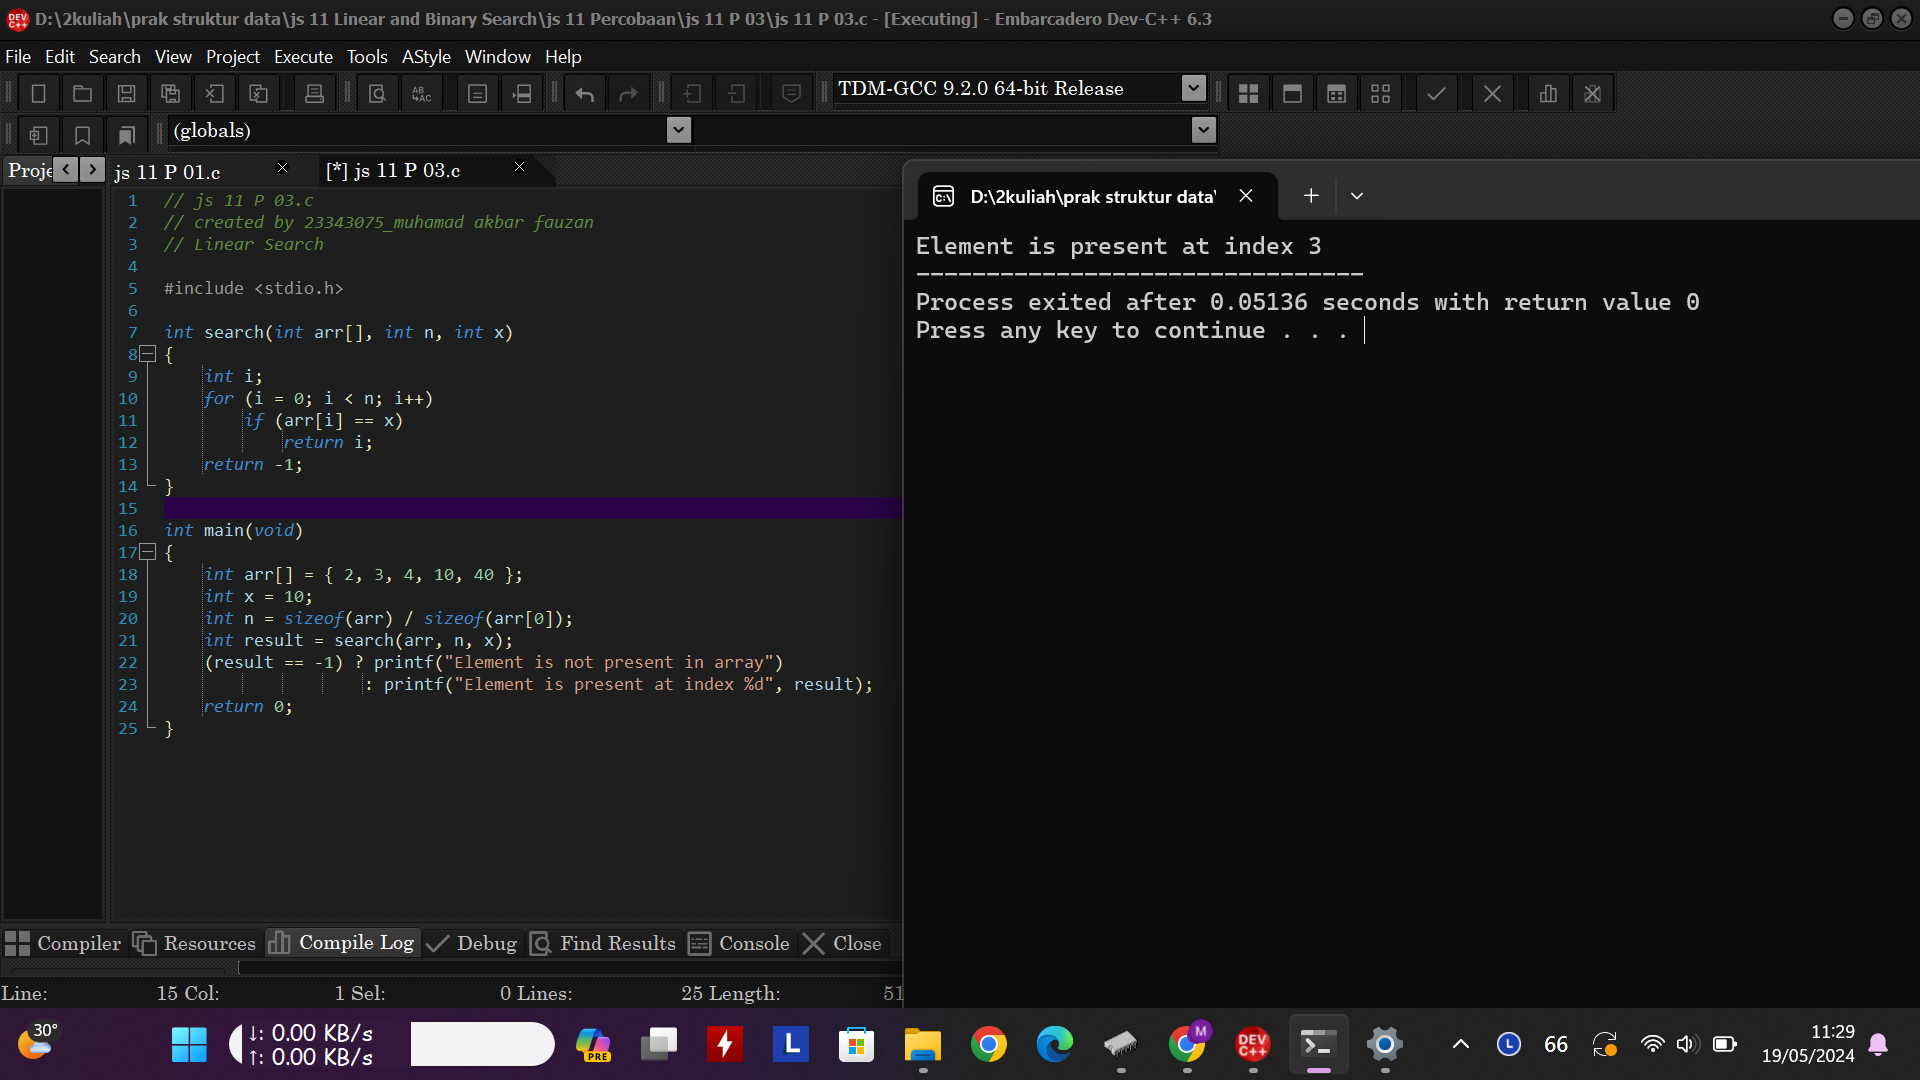 D:\2kuliah\prak struktur data\js 11 Linear and Binary Search\js 11 Percobaan\js 11 P 03\js 11 P 03.c - [Executing] - Embarcadero Dev-C++ 6.3
File Edit Search View Project Execute Tools AStyle Window Help
TDM-GCC 9.2.0 64-bit Release
(globals)
Proje js 11 P 01.c [*] js 11 P 03.c
1 // js 11 P 03.c
2 // created by 23343075_muhamad akbar fauzan
3 // Linear Search
4
5 #include <stdio.h>
6
7 int search(int arr[], int n, int x)
8 {
9 int i;
10 for (i = 0; i < n; i++)
11 if (arr[i] == x)
12 return i;
13 return -1;
14 }
15
16 int main(void)
17 {
18 int arr[] = { 2, 3, 4, 10, 40 };
19 int x = 10;
20 int n = sizeof(arr) / sizeof(arr[0]);
21 int result = search(arr, n, x);
22 (result == -1) ? printf("Element is not present in array")
23 : printf("Element is present at index %d", result);
24 return 0;
25 }
D:\2kuliah\prak struktur data\
Element is present at index 3
--------------------------------
Process exited after 0.05136 seconds with return value 0
Press any key to continue . . .
Compiler Resources Compile Log Debug Find Results Console Close
Line: 15 Col: 1 Sel: 0 Lines: 25 Length: 51
30°
↓: 0.00 KB/s
↑: 0.00 KB/s
PRE
L
M
DEV C++
L
66
11:29
19/05/2024